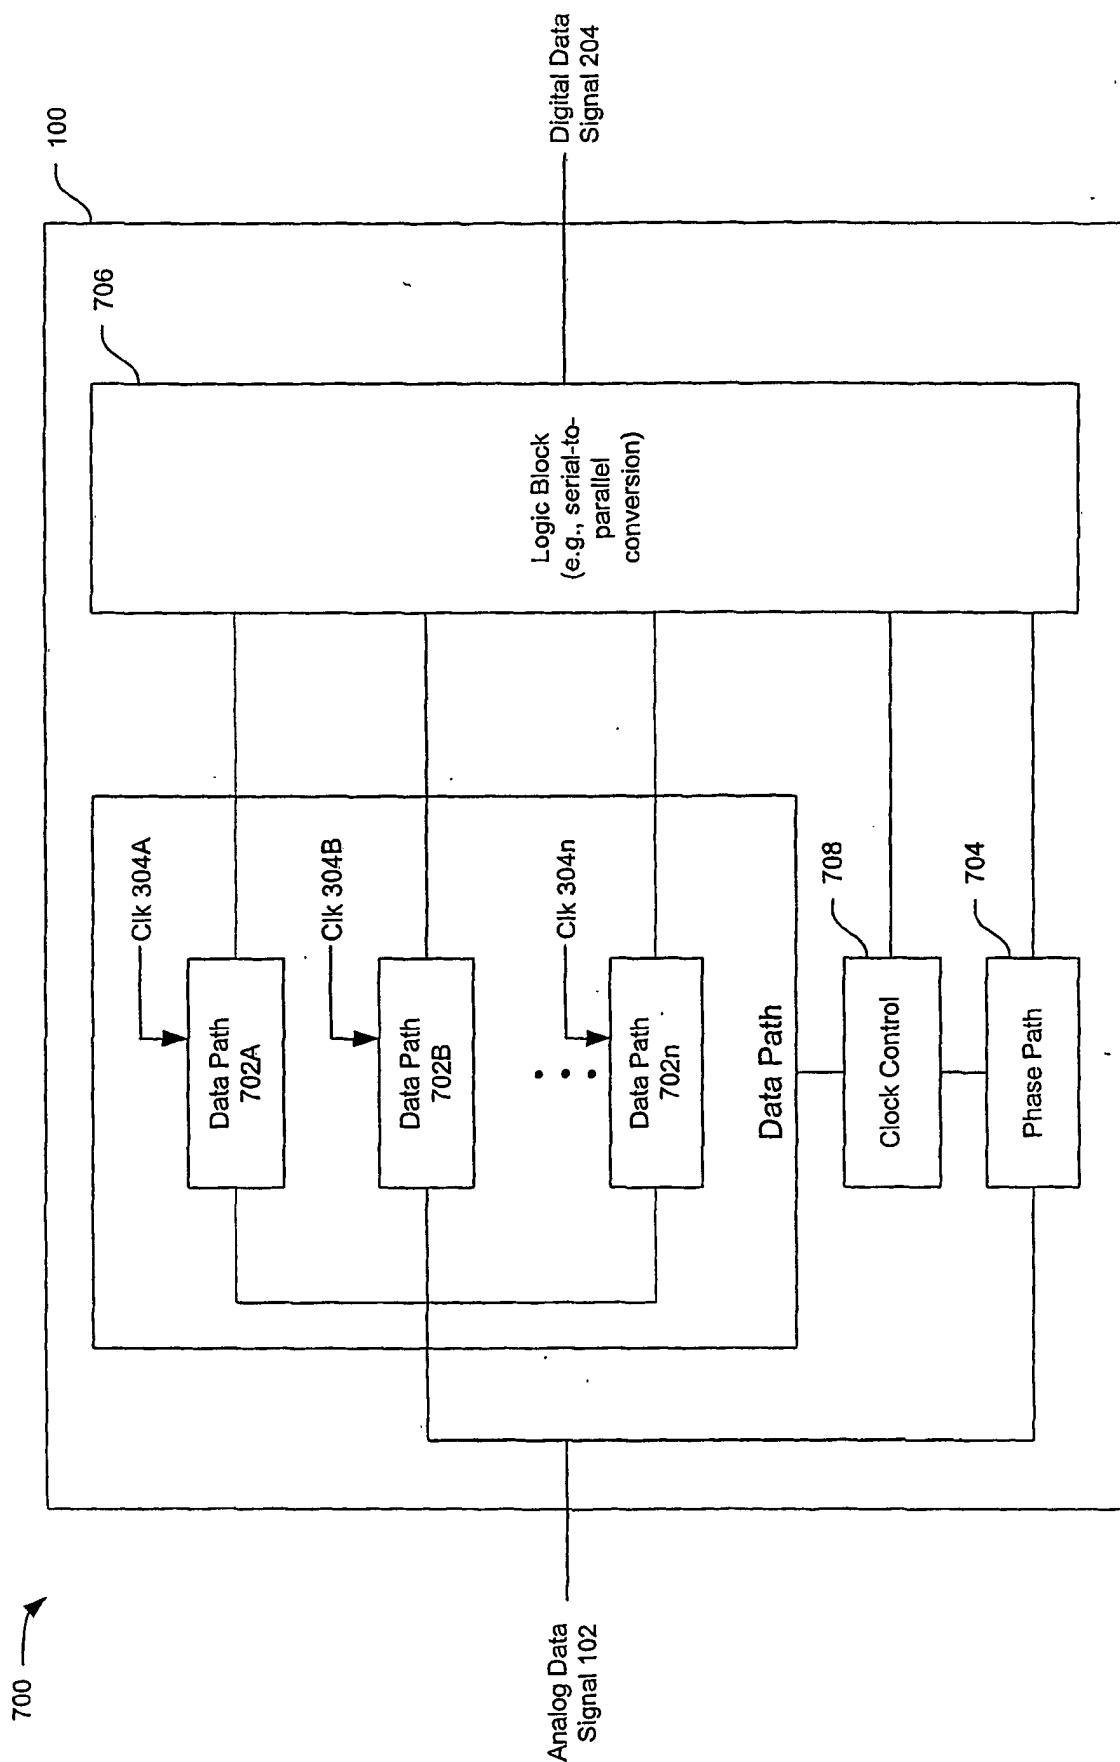 700
100
706
Analog Data
Signal 102
Clk 304A
Data Path
702A
Clk 304B
Data Path
702B
Clk 304n
Data Path
702n
Data Path
708
Clock Control
704
Phase Path
Logic Block
(e.g., serial-to-
parallel
conversion)
Digital Data
Signal 204